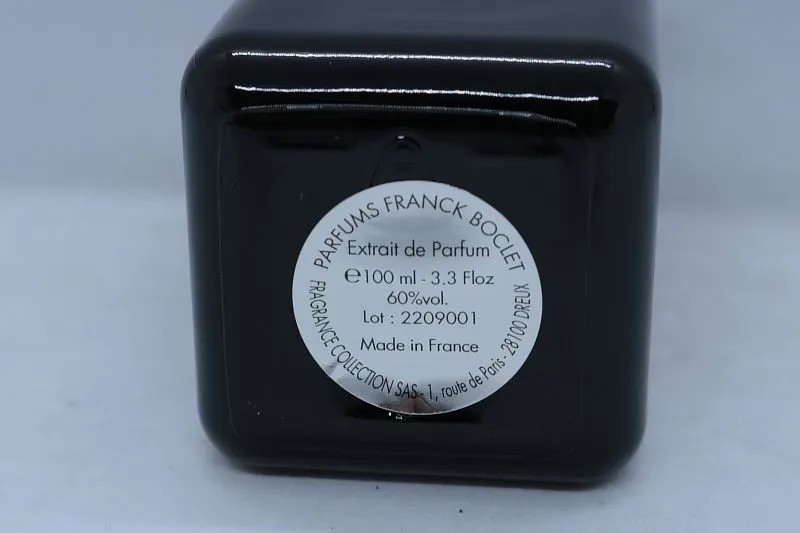 PARFUMS FRANCK BOCLET
Extrait de Parfum
℮100 ml - 3.3 Floz
60%vol.
Lot : 2209001
Made in France
FRAGRANCE COLLECTION SAS - 1, route de Paris - 28100 DREUX